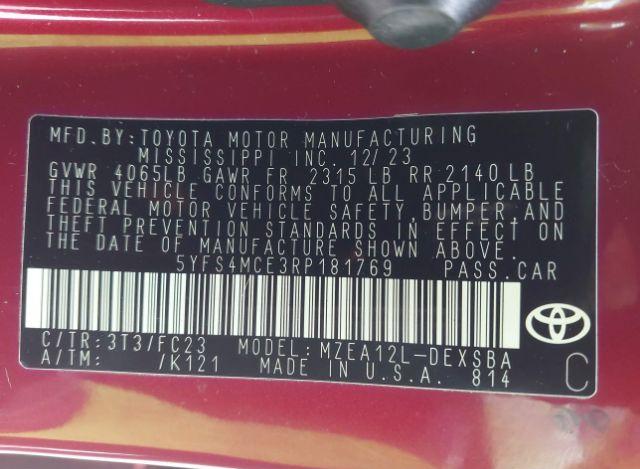 MFD.BY:TOYOTA MOTOR MANUFACTURING
MISSISSIPPI INC. 12/23
GVWR 4065LB GAWR FR 2315 LB RR 2140 LB
THIS VEHICLE CONFORMS TO ALL APPLICABLE
FEDERAL MOTOR VEHICLE SAFETY, BUMPER, AND
THEFT PREVENTION STANDARDS IN EFFECT ON
THE DATE OF MANUFACTURE SHOWN ABOVE.
5YFS4MCE3RP181769 PASS.CAR
C/TR:3T3/FC23 MODEL:MZEA12L-DEXSBA
A/TM: /K121 MADE IN U.S.A. 814
C